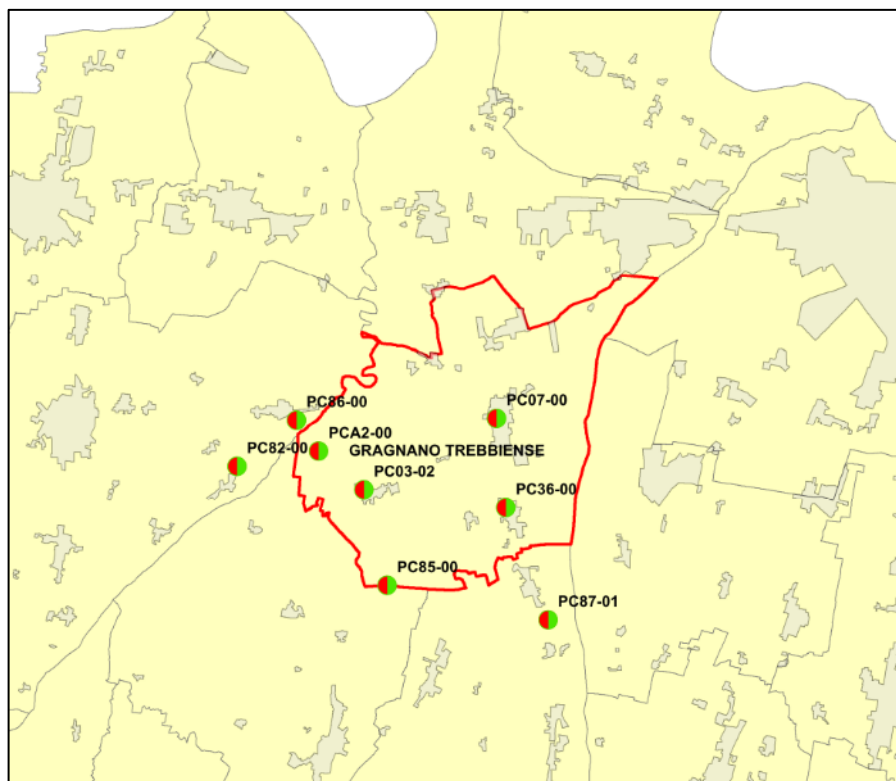 PC86-00
PC07-00
PCA2-00
PC82-00
GRAGNANO TREBBIENSE
PC03-02
PC36-00
PC85-00
PC87-01